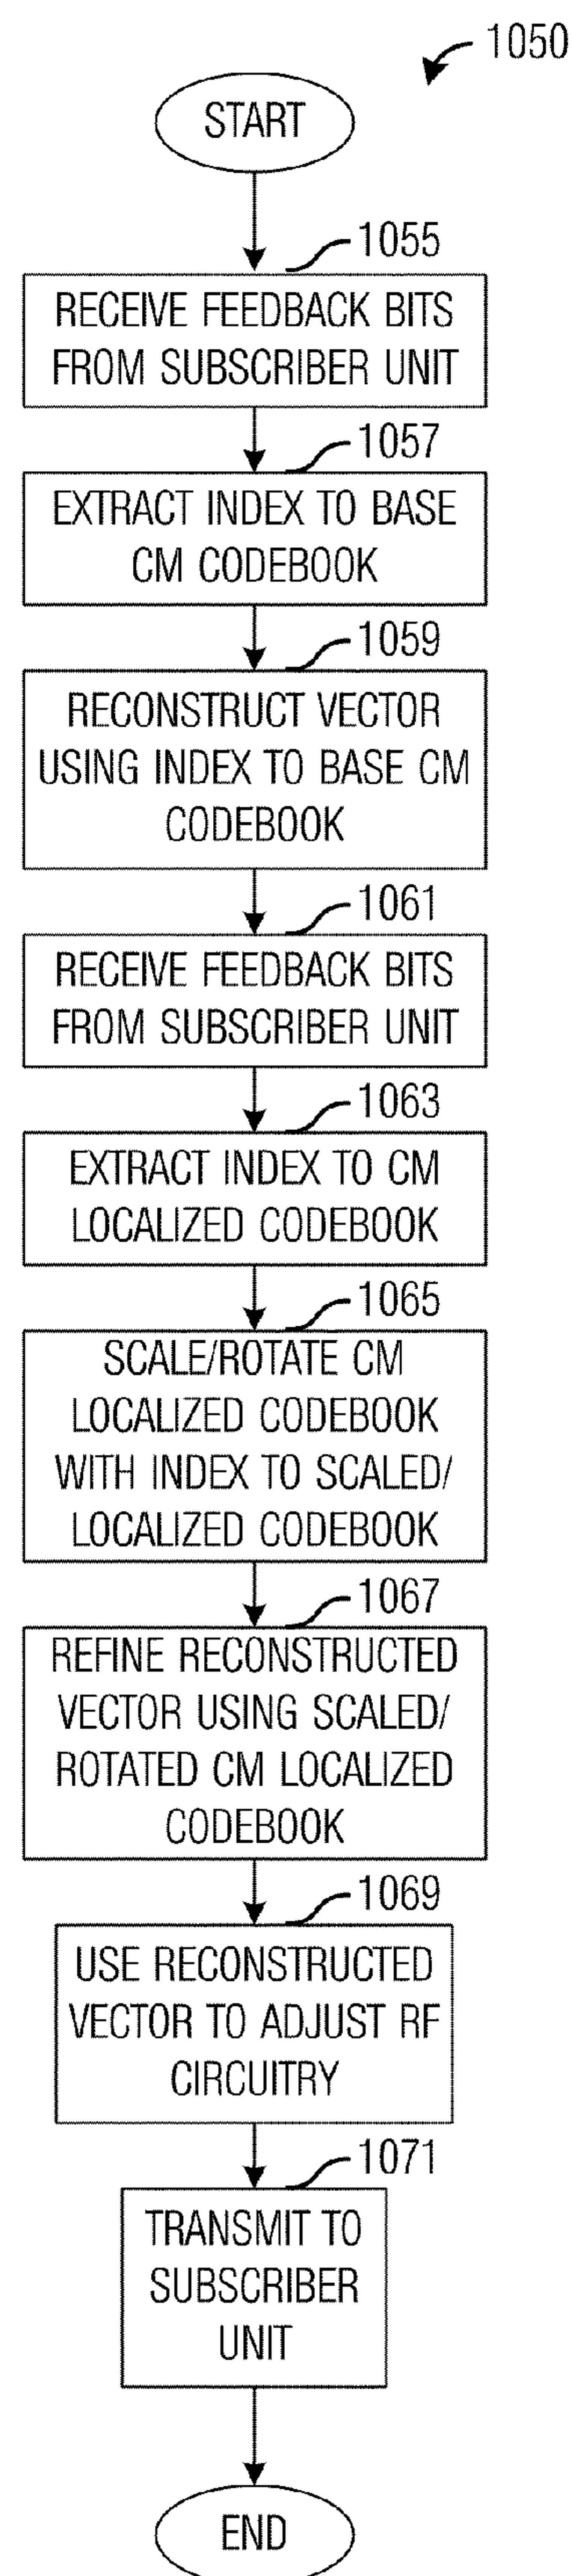 1050
START
1055
RECEIVE FEEDBACK BITS
FROM SUBSCRIBER UNIT
1057
EXTRACT INDEX TO BASE
CM CODEBOOK
1059
RECONSTRUCT VECTOR
USING INDEX TO BASE CM
CODEBOOK
1061
RECEIVE FEEDBACK BITS
FROM SUBSCRIBER UNIT
1063
EXTRACT INDEX TO CM
LOCALIZED CODEBOOK
1065
SCALE/ROTATE CM
LOCALIZED CODEBOOK
WITH INDEX TO SCALED/
LOCALIZED CODEBOOK
1067
REFINE RECONSTRUCTED
VECTOR USING SCALED/
ROTATED CM LOCALIZED
CODEBOOK
1069
USE RECONSTRUCTED
VECTOR TO ADJUST RF
CIRCUITRY
1071
TRANSMIT TO
SUBSCRIBER
UNIT
END